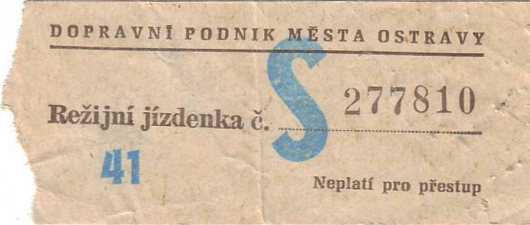 DOPRAVNÍ PODNIK MĚSTA OSTRAVY
S
Režijní jízdenka č. 277810
41
Neplatí pro přestup